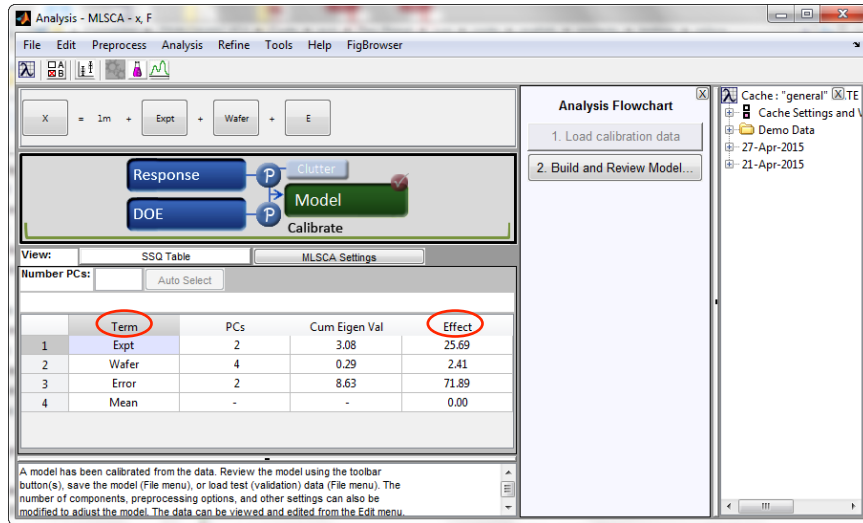 Analysis - MLSCA - x, F
File Edit Preprocess Analysis Refine Tools Help FigBrowser
X = 1m + Expt + Wafer + E
Response
P
Clutter
Model
DOE
P
Calibrate
View: SSQ Table MLSCA Settings
Number PCs: Auto Select
Term PCs Cum Eigen Val Effect
1 Expt 2 3.08 25.69
2 Wafer 4 0.29 2.41
3 Error 2 8.63 71.89
4 Mean - - 0.00
A model has been calibrated from the data. Review the model using the toolbar
button(s), save the model (File menu), or load test (validation) data (File menu). The
number of components, preprocessing options, and other settings can also be
modified to adjust the model. The data can be viewed and edited from the Edit menu.
Analysis Flowchart
1. Load calibration data
2. Build and Review Model...
Cache : "general" X .TE
Cache Settings and V
Demo Data
27-Apr-2015
21-Apr-2015